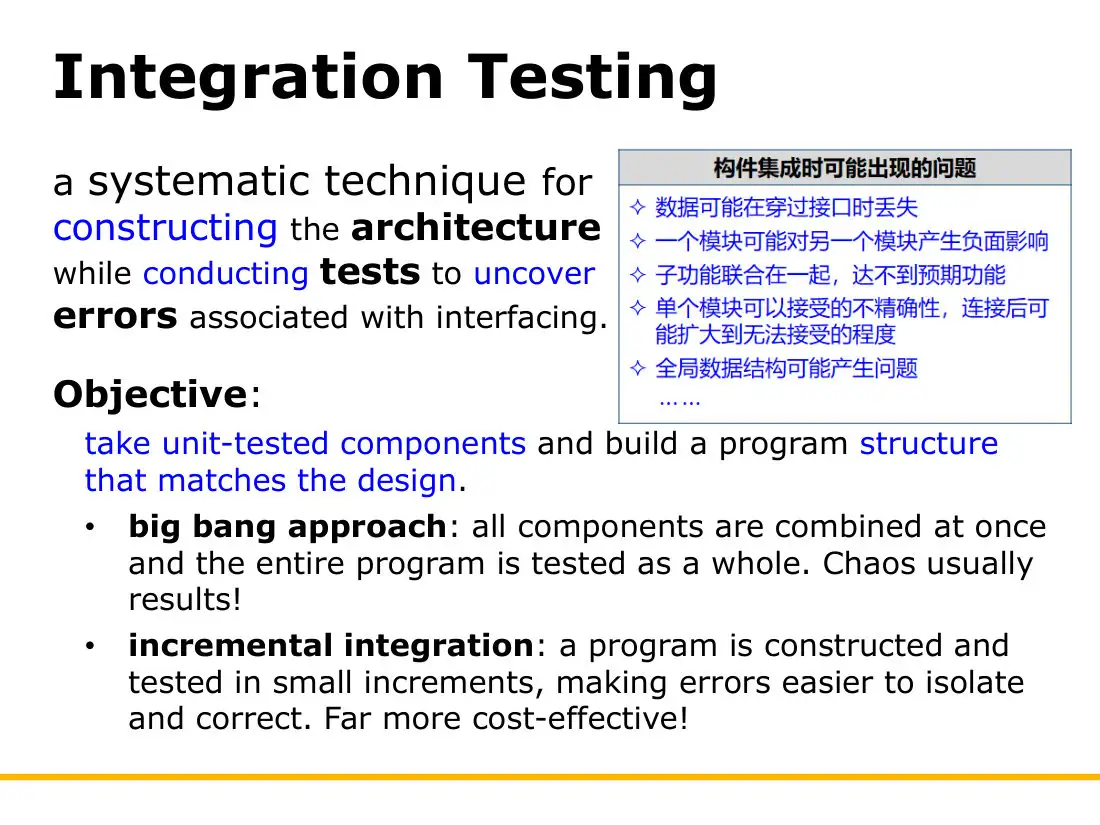 Integration Testing
a systematic technique for
constructing the architecture
while conducting tests to uncover
errors associated with interfacing.
构件集成时可能出现的问题
✧ 数据可能在穿过接口时丢失
✧ 一个模块可能对另一个模块产生负面影响
✧ 子功能联合在一起，达不到预期功能
✧ 单个模块可以接受的不精确性，连接后可
能扩大到无法接受的程度
✧ 全局数据结构可能产生问题
……
Objective:
take unit-tested components and build a program structure
that matches the design.
• big bang approach: all components are combined at once
and the entire program is tested as a whole. Chaos usually
results!
• incremental integration: a program is constructed and
tested in small increments, making errors easier to isolate
and correct. Far more cost-effective!